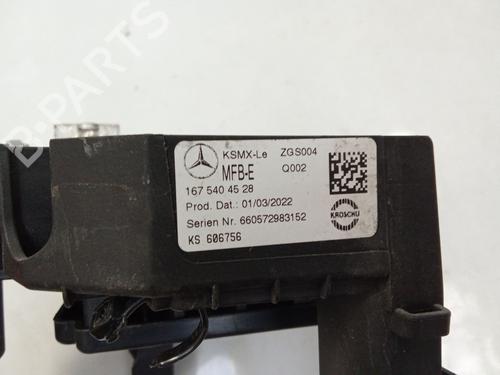 B-PARTS
KSMX-Le ZGS004
MFB-E Q002
167 540 45 28
Prod. Dat.: 01/03/2022
Serien Nr. 660572983152
KS 606756
KROSCHU